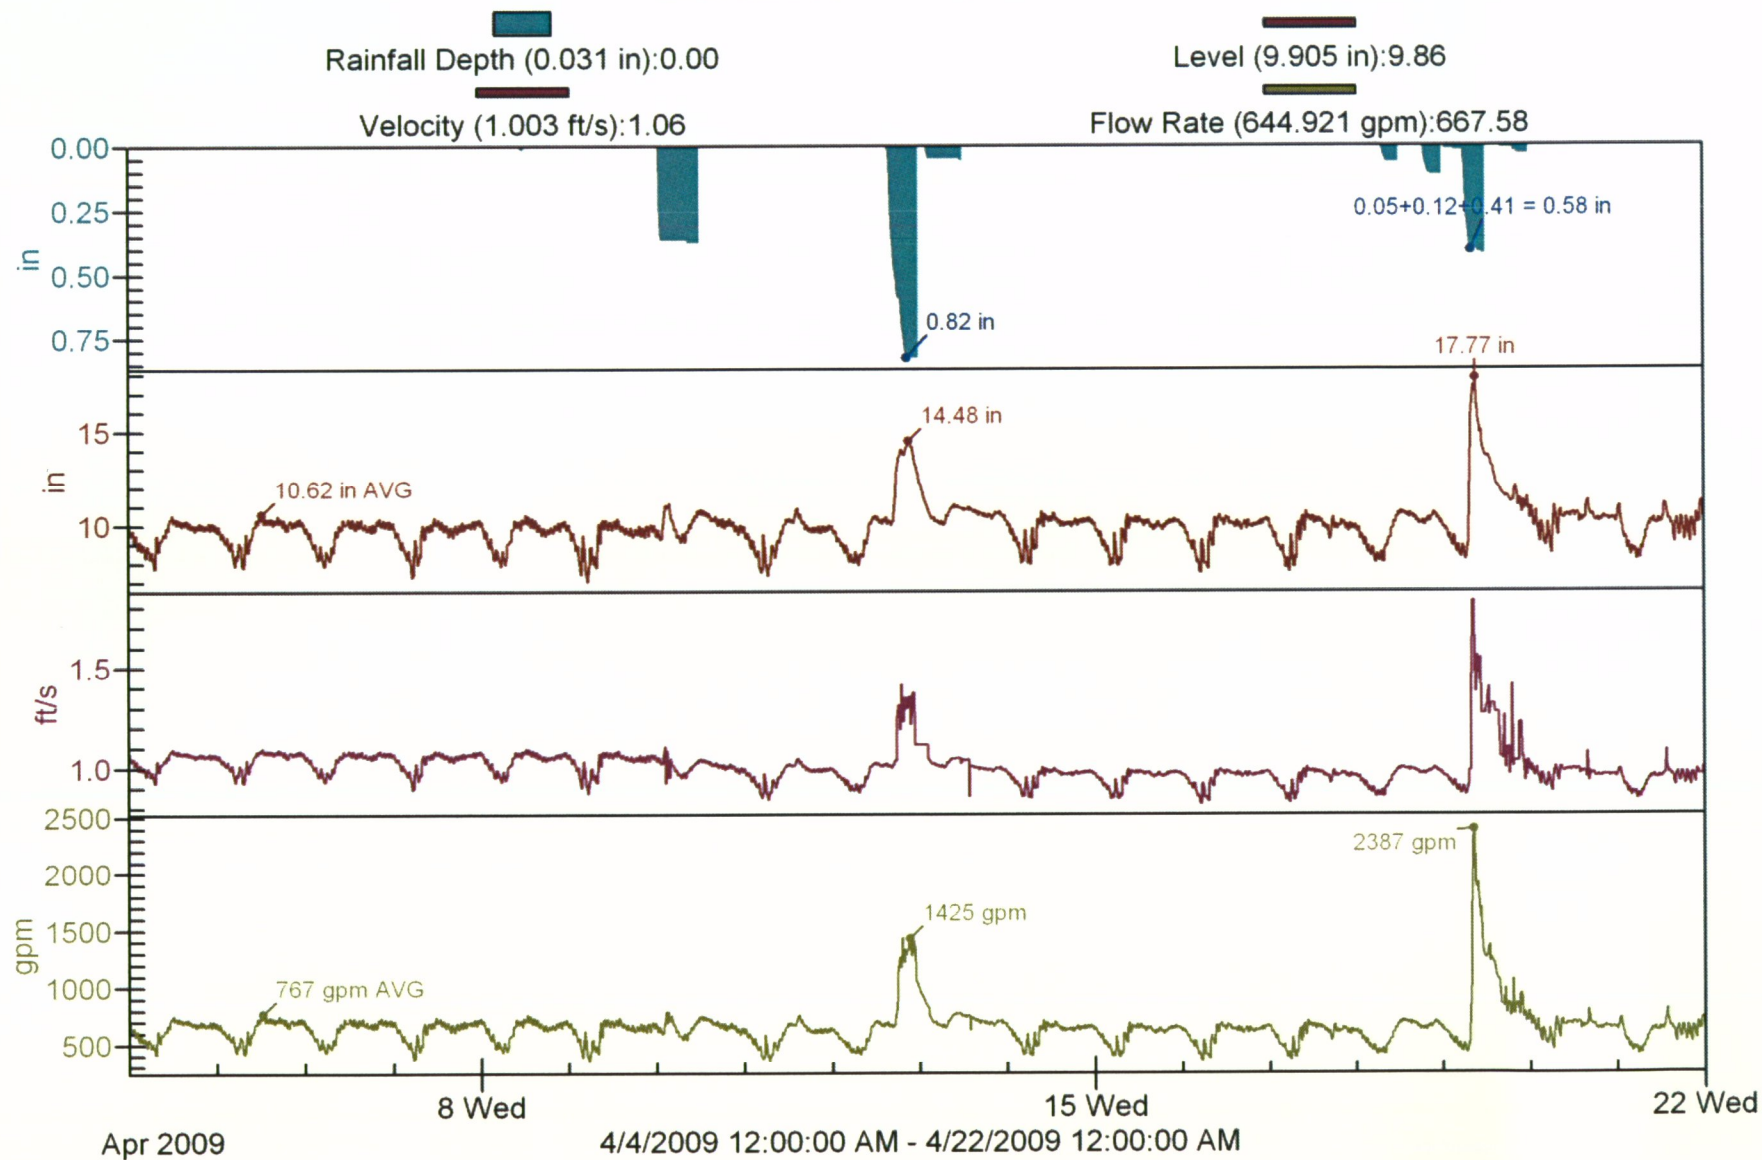 Rainfall Depth (0.031 in):0.00
Level (9.905 in):9.86
Velocity (1.003 ft/s):1.06
Flow Rate (644.921 gpm):667.58
0.00
0.25
0.50
0.75
in
0.05+0.12+0.41 = 0.58 in
0.82 in
17.77 in
15
10
in
14.48 in
10.62 in AVG
1.5
1.0
ft/s
2500
2000
1500
1000
500
gpm
2387 gpm
1425 gpm
767 gpm AVG
8 Wed
15 Wed
22 Wed
Apr 2009
4/4/2009 12:00:00 AM - 4/22/2009 12:00:00 AM